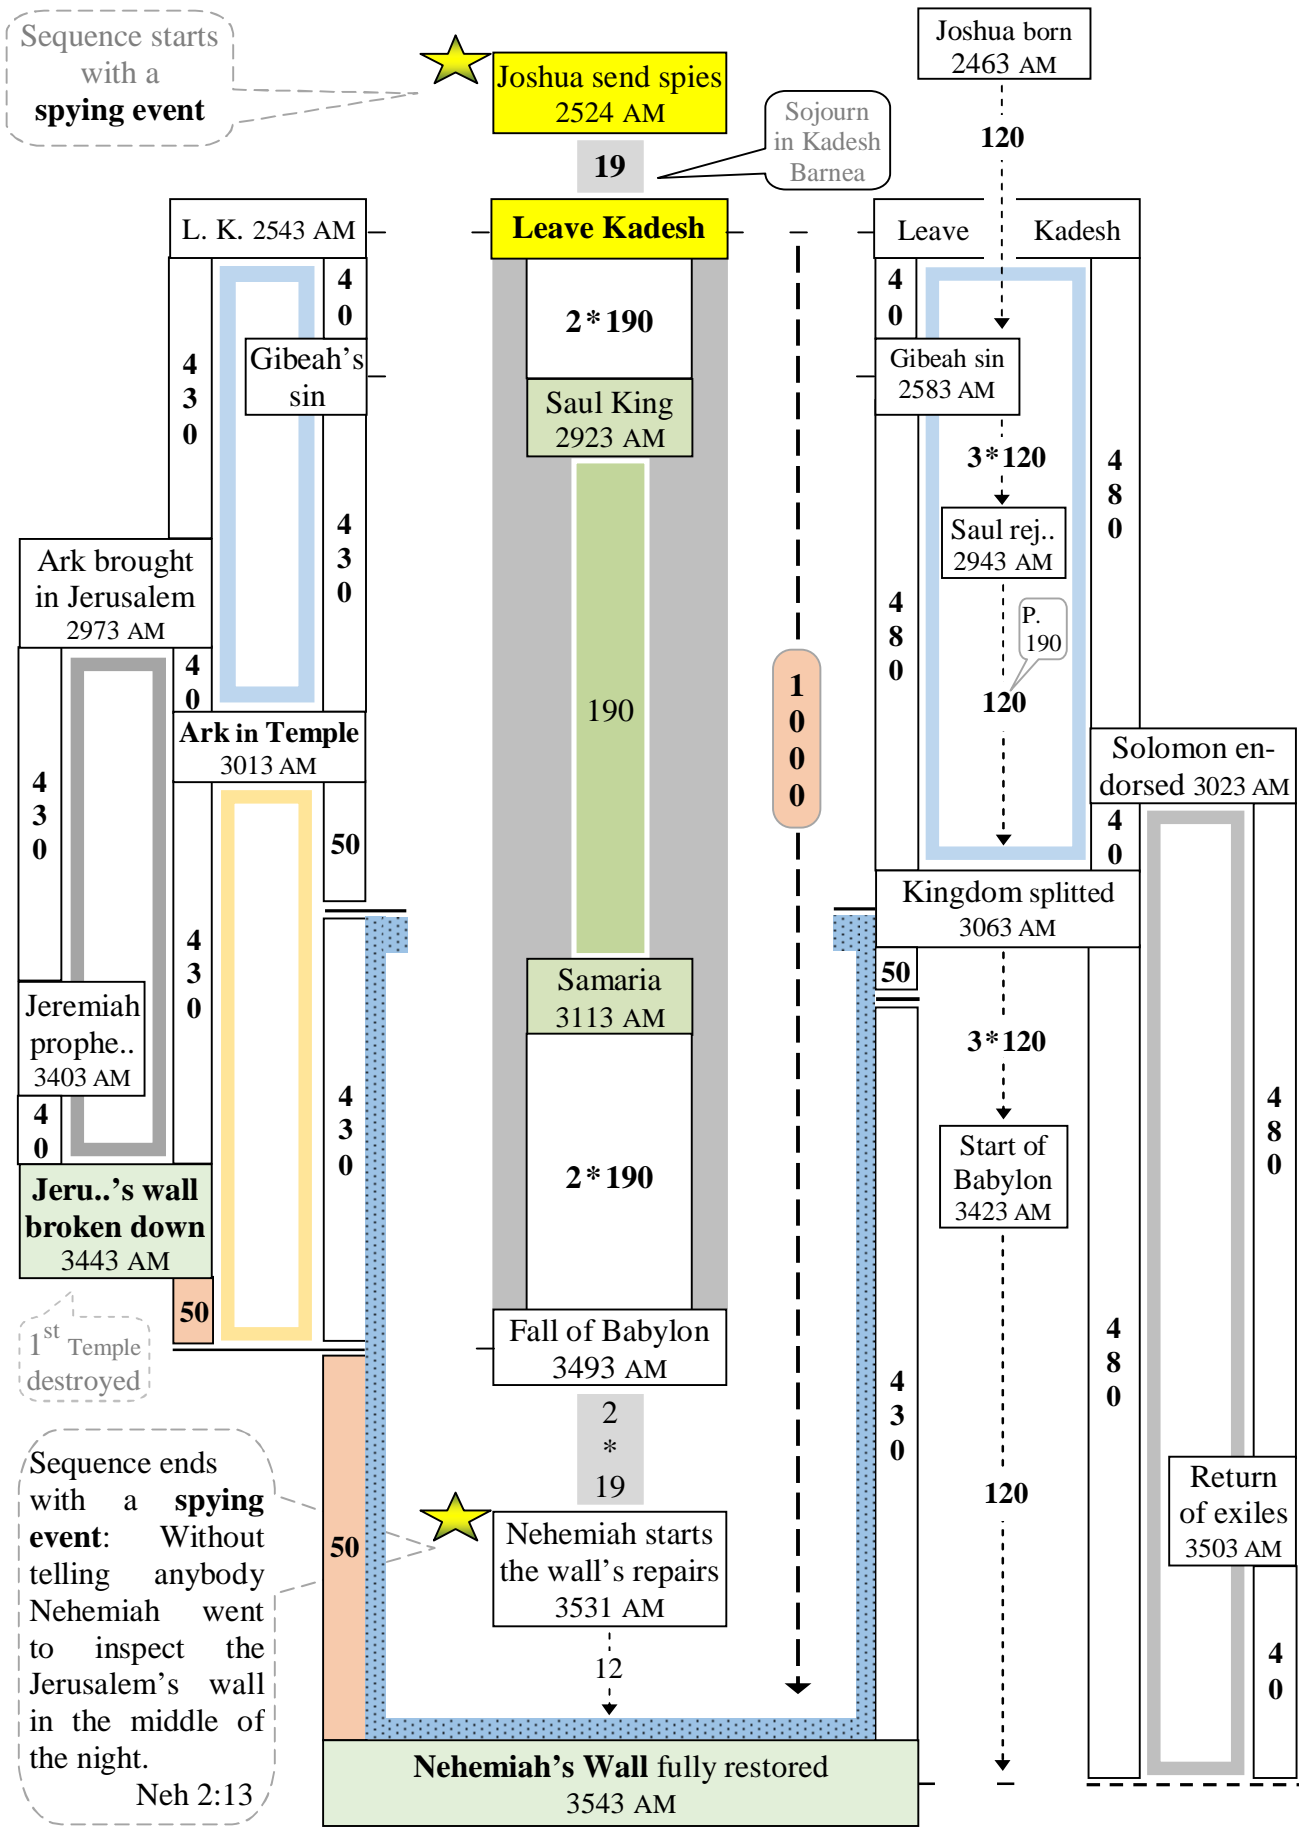 Sequence starts
with a
spying event
Joshua send spies
2524 AM
Joshua born
2463 AM
120
Sojourn
in Kadesh
Barnea
19
L. K. 2543 AM
Leave Kadesh
Leave Kadesh
4
0
2*190
4
0
4
3
0
Gibeah's
sin
Saul King
2923 AM
Gibeah sin
2583 AM
3*120
4
8
0
4
3
0
Saul rej..
2943 AM
Ark brought
in Jerusalem
2973 AM
4
8
0
P.
190
4
0
190
1
0
0
0
120
Ark in Temple
3013 AM
Solomon en-
dorsed 3023 AM
4
3
0
50
4
0
Kingdom splitted
3063 AM
4
3
0
50
Samaria
3113 AM
Jeremiah
prophe..
3403 AM
3*120
4
3
0
4
8
0
4
0
Start of
Babylon
3423 AM
2*190
Jeru..'s wall
broken down
3443 AM
50
1st Temple
destroyed
Fall of Babylon
3493 AM
4
8
0
4
3
0
2
*
19
Sequence ends
with a spying
event: Without
telling anybody
Nehemiah went
to inspect the
Jerusalem's wall
in the middle of
the night.
Neh 2:13
50
Nehemiah starts
the wall's repairs
3531 AM
120
Return
of exiles
3503 AM
12
4
0
Nehemiah's Wall fully restored
3543 AM